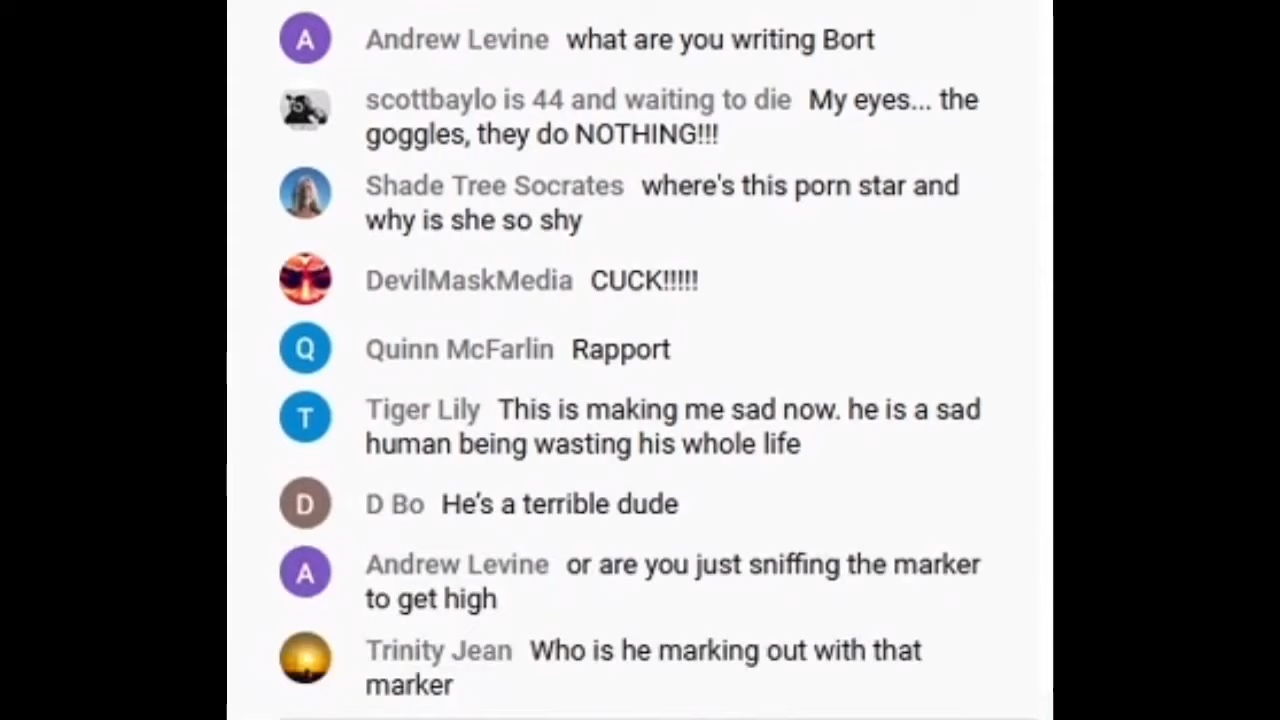 A Andrew Levine what are you writing Bort
scottbaylo is 44 and waiting to die My eyes... the
goggles, they do NOTHING!!!
Shade Tree Socrates where's this porn star and
why is she so shy
DevilMaskMedia CUCK!!!!!
Q Quinn McFarlin Rapport
T Tiger Lily This is making me sad now. he is a sad
human being wasting his whole life
D D Bo He's a terrible dude
A Andrew Levine or are you just sniffing the marker
to get high
Trinity Jean Who is he marking out with that
marker